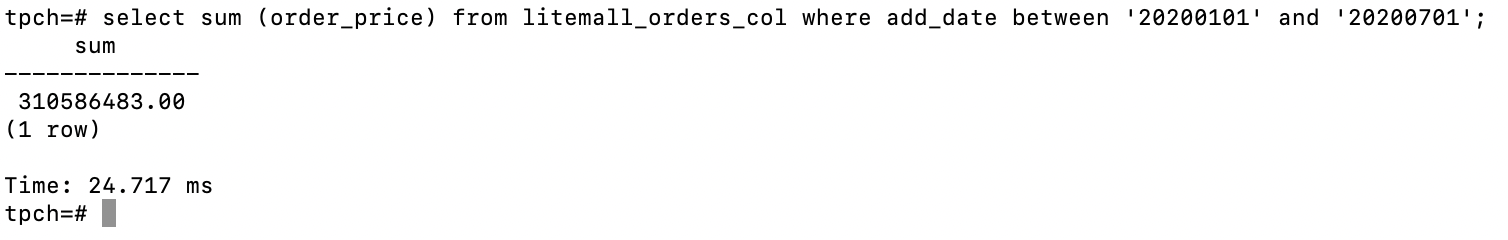 tpch=# select sum (order_price) from litemall_orders_col where add_date between '20200101' and '20200701';
     sum
--------------
 310586483.00
(1 row)

Time: 24.717 ms
tpch=#